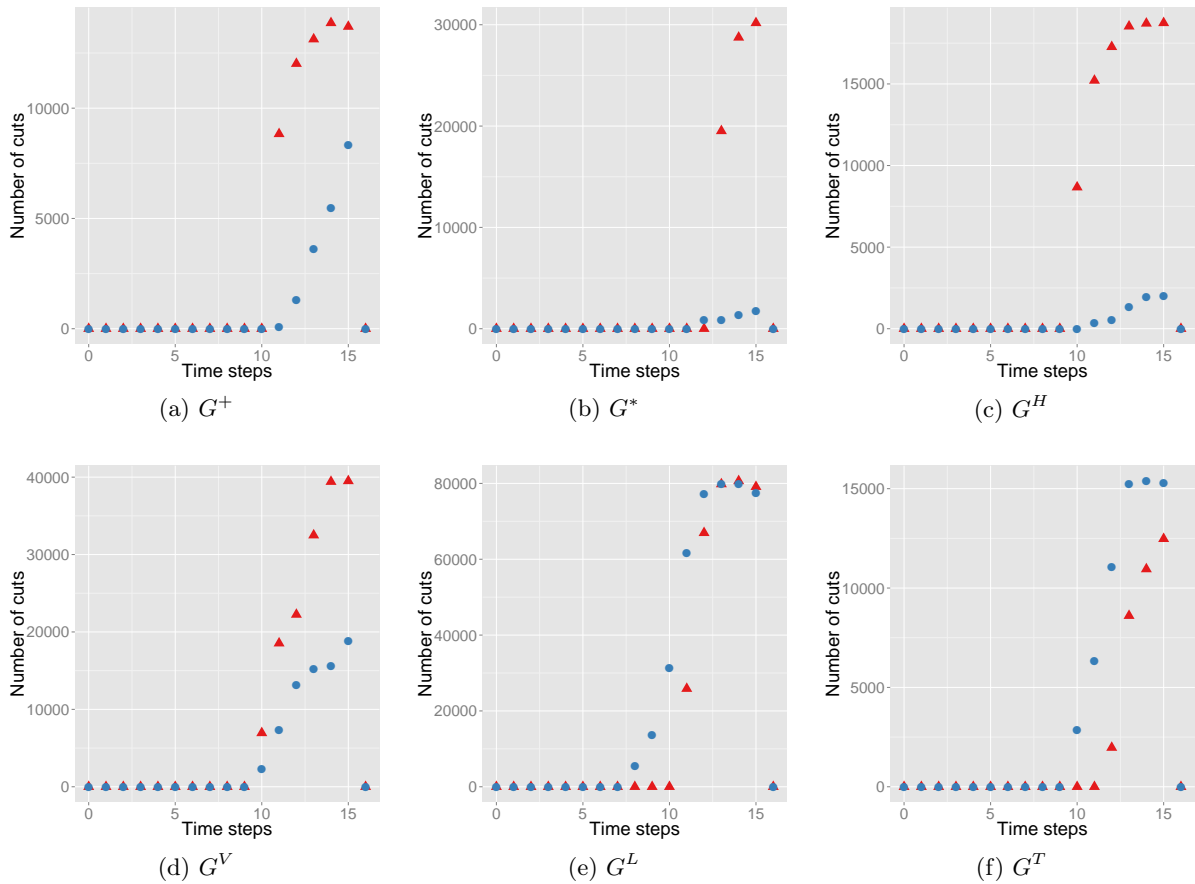 Number of cuts
10000
5000
0
0 5 10 15
Time steps
(a) G⁺
Number of cuts
30000
20000
10000
0
0 5 10 15
Time steps
(b) G*
Number of cuts
15000
10000
5000
0
0 5 10 15
Time steps
(c) Gᴴ
Number of cuts
40000
30000
20000
10000
0
0 5 10 15
Time steps
(d) G^V
Number of cuts
80000
60000
40000
20000
0
0 5 10 15
Time steps
(e) G^L
Number of cuts
15000
10000
5000
0
0 5 10 15
Time steps
(f) G^T